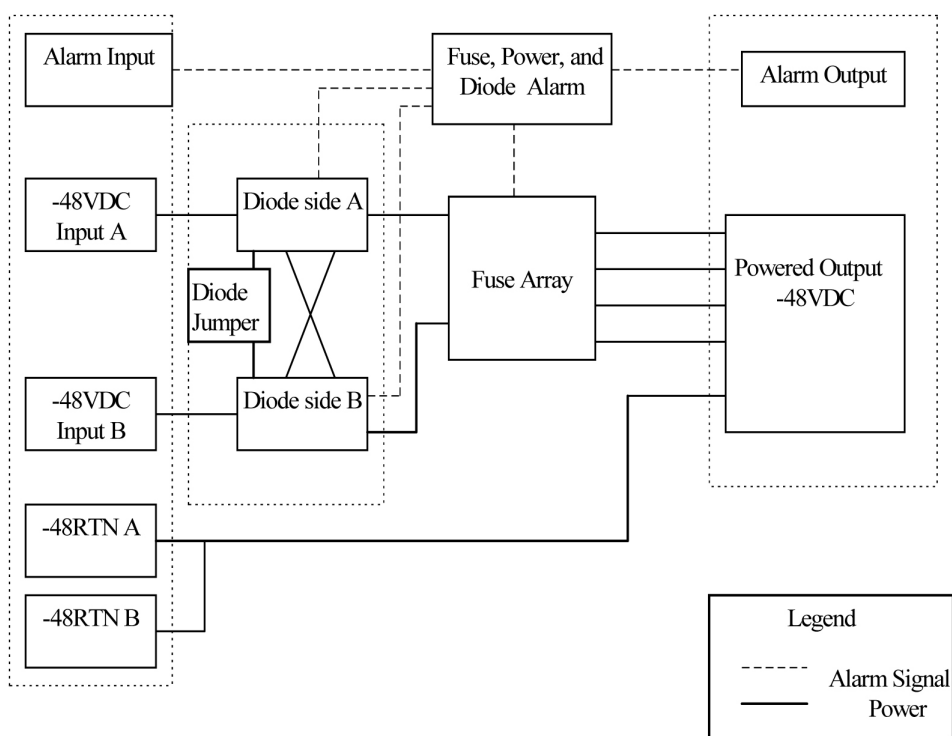 Alarm Input
Fuse, Power, and
Diode Alarm
Alarm Output
-48VDC
Input A
Diode side A
Fuse Array
Powered Output
-48VDC
Diode
Jumper
-48VDC
Input B
Diode side B
-48RTN A
-48RTN B
Legend
Alarm Signal
Power